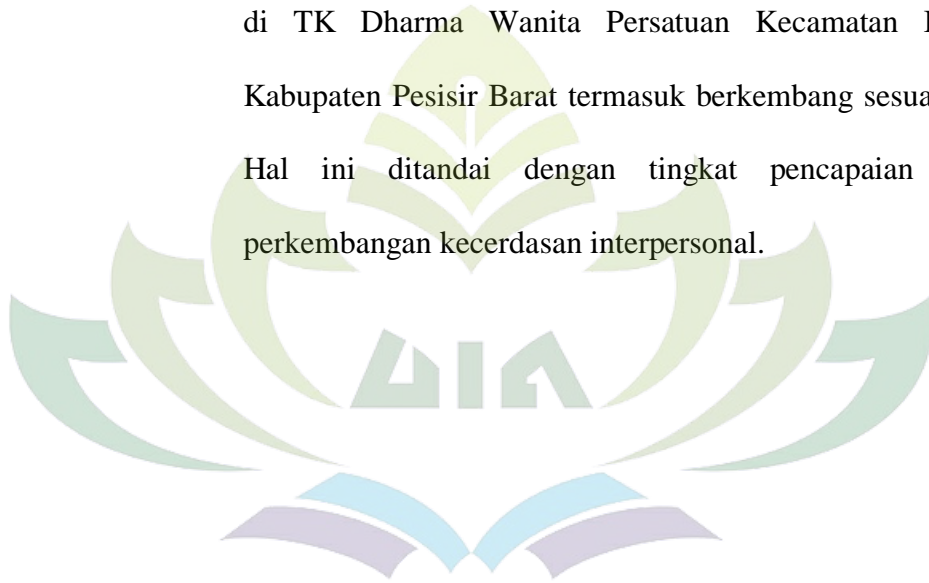 di TK Dharma Wanita Persatuan Kecamatan
Kabupaten Pesisir Barat termasuk berkembang
Hal ini ditandai dengan tingkat pencapaian
perkembangan kecerdasan interpersonal.
UIN